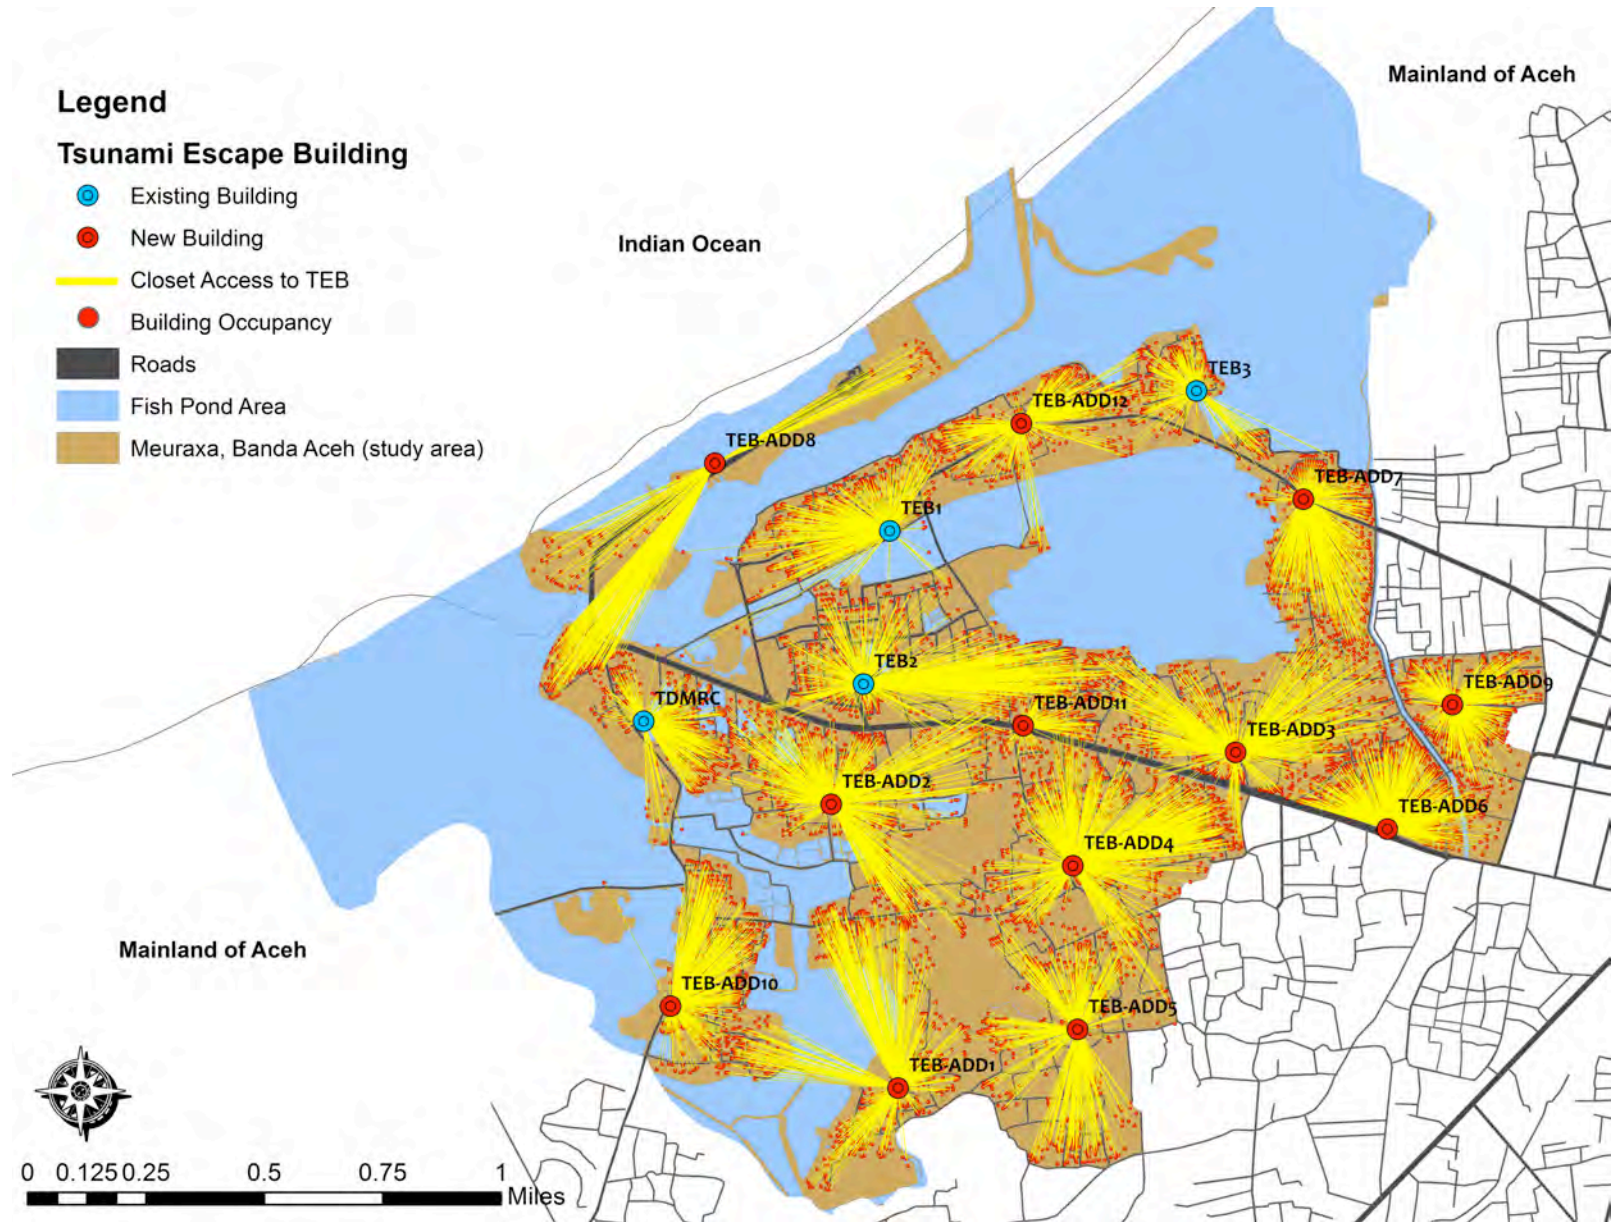 Mainland of Aceh
Legend
Tsunami Escape Building
Existing Building
New Building
Closet Access to TEB
Building Occupancy
Roads
Fish Pond Area
Meuraxa, Banda Aceh (study area)
Indian Ocean
TEB3
TEB-ADD12
TEB-ADD8
TEB-ADD7
TEB1
TEB2
TEB-ADD9
TDMRC
TEB-ADD11
TEB-ADD3
TEB-ADD2
TEB-ADD6
TEB-ADD4
Mainland of Aceh
TEB-ADD10
TEB-ADD5
TEB-ADD1
0 0.125 0.25 0.5 0.75 1
Miles